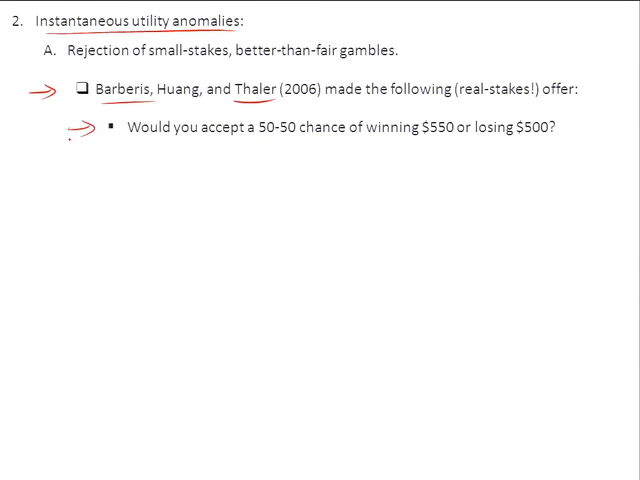 2. Instantaneous utility anomalies:
A. Rejection of small-stakes, better-than-fair gambles.
❑ Barberis, Huang, and Thaler (2006) made the following (real-stakes!) offer:
▪ Would you accept a 50-50 chance of winning $550 or losing $500?